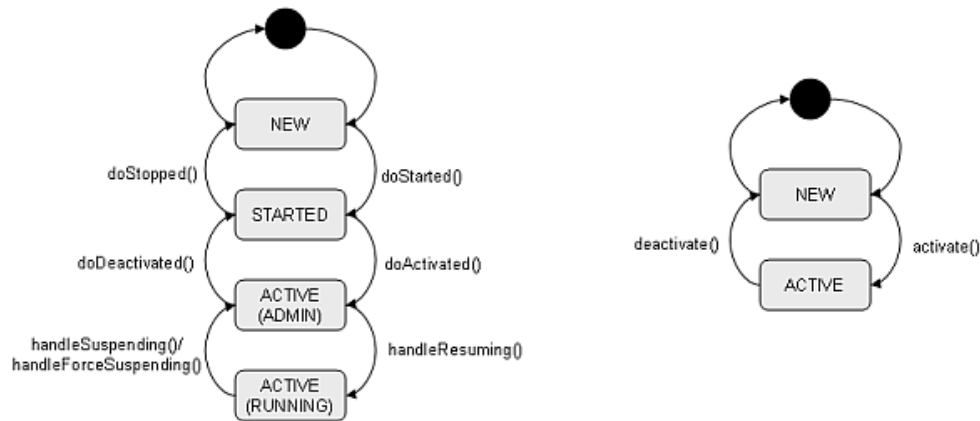 NEW
doStopped()
doStarted()
STARTED
doDeactivated()
doActivated()
ACTIVE
(ADMIN)
handleSuspending()/
handleForceSuspending()
handleResuming()
ACTIVE
(RUNNING)
NEW
deactivate()
activate()
ACTIVE